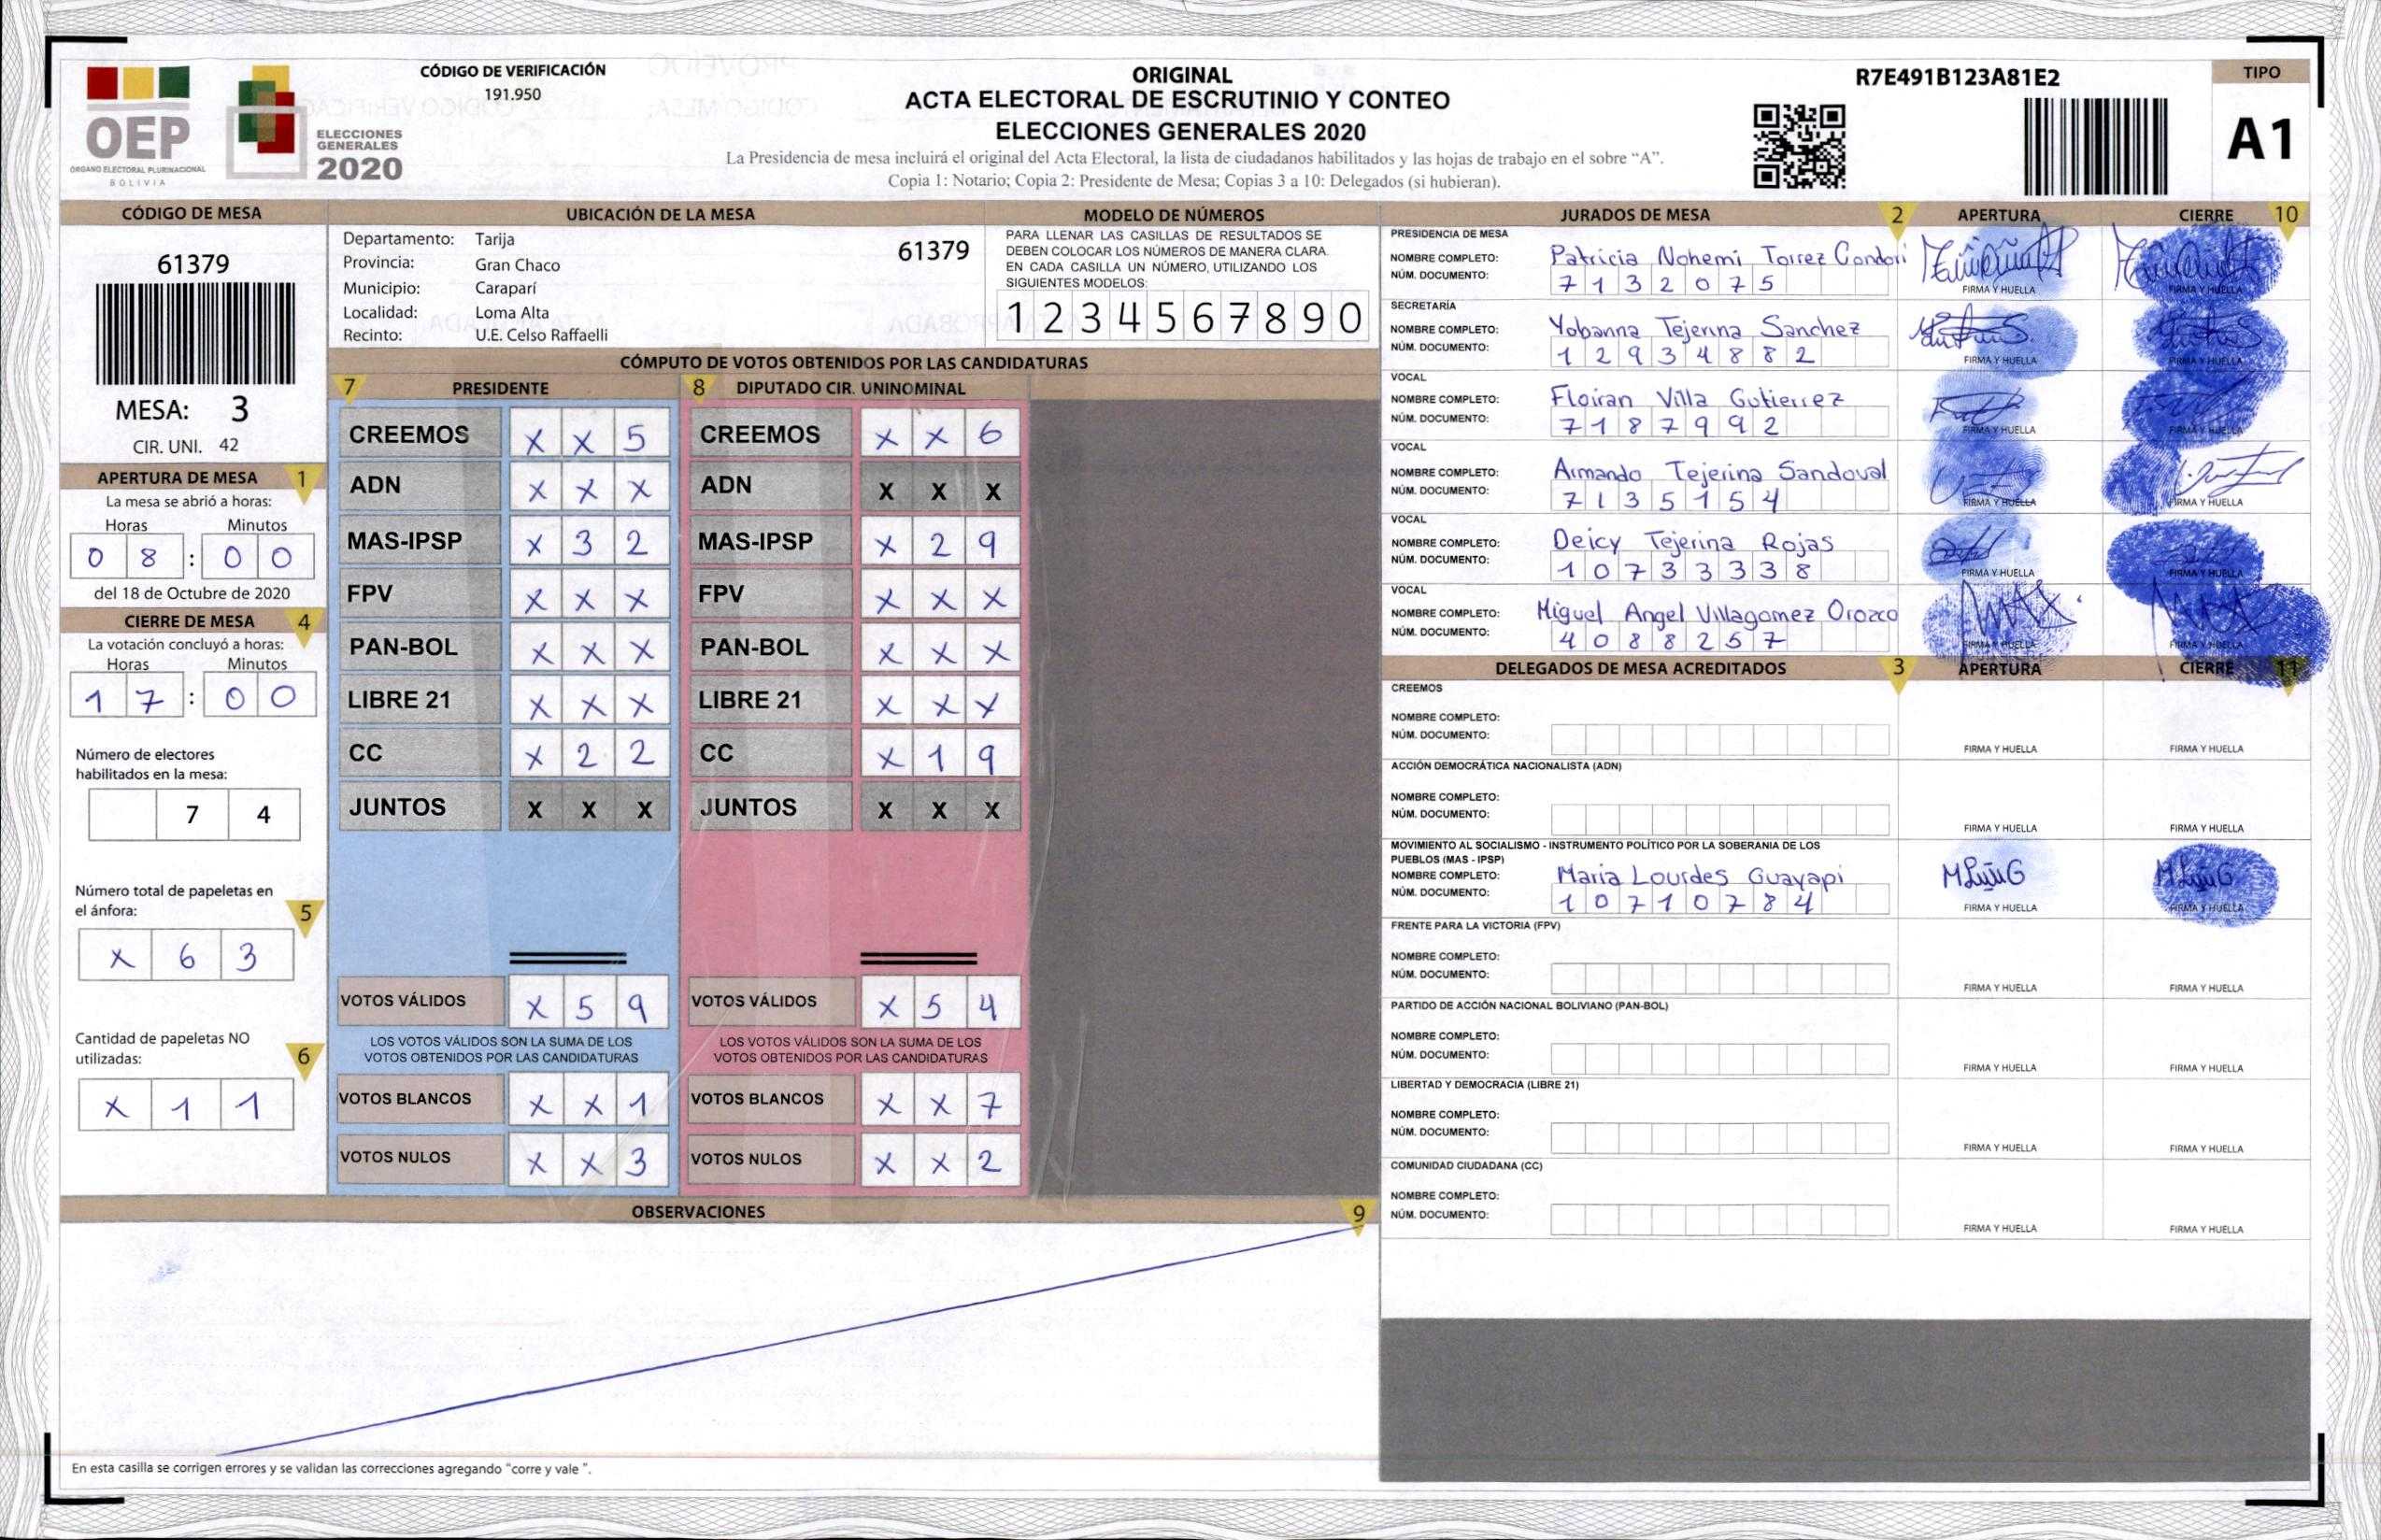 OEP
ÓRGANO ELECTORAL PLURINACIONAL
BOLIVIA
ELECCIONES
GENERALES
2020
CÓDIGO DE VERIFICACIÓN
191.950
ORIGINAL
ACTA ELECTORAL DE ESCRUTINIO Y CONTEO
ELECCIONES GENERALES 2020
La Presidencia de mesa incluirá el original del Acta Electoral, la lista de ciudadanos habilitados y las hojas de trabajo en el sobre “A”.
Copia 1: Notario; Copia 2: Presidente de Mesa; Copias 3 a 10: Delegados (si hubieran).
R7E491B123A81E2
TIPO
A1
CÓDIGO DE MESA
61379
MESA: 3
CIR. UNI. 42
APERTURA DE MESA 1
La mesa se abrió a horas:
Horas Minutos
0 8 : 0 0
del 18 de Octubre de 2020
CIERRE DE MESA 4
La votación concluyó a horas:
Horas Minutos
1 7 : 0 0
Número de electores
habilitados en la mesa:
7 4
Número total de papeletas en
el ánfora: 5
X 6 3
Cantidad de papeletas NO
utilizadas: 6
X 1 1
UBICACIÓN DE LA MESA
Departamento: Tarija 61379
Provincia: Gran Chaco
Municipio: Caraparí
Localidad: Loma Alta
Recinto: U.E. Celso Raffaelli
MODELO DE NÚMEROS
PARA LLENAR LAS CASILLAS DE RESULTADOS SE
DEBEN COLOCAR LOS NÚMEROS DE MANERA CLARA.
EN CADA CASILLA UN NÚMERO, UTILIZANDO LOS
SIGUIENTES MODELOS:
1 2 3 4 5 6 7 8 9 0
CÓMPUTO DE VOTOS OBTENIDOS POR LAS CANDIDATURAS
7 PRESIDENTE 8 DIPUTADO CIR. UNINOMINAL
CREEMOS X X 5 CREEMOS X X 6
ADN X X X ADN X X X
MAS-IPSP X 3 2 MAS-IPSP X 2 9
FPV X X X FPV X X X
PAN-BOL X X X PAN-BOL X X X
LIBRE 21 X X X LIBRE 21 X X X
CC X 2 2 CC X 1 9
JUNTOS X X X JUNTOS X X X
VOTOS VÁLIDOS X 5 9 VOTOS VÁLIDOS X 5 4
LOS VOTOS VÁLIDOS SON LA SUMA DE LOS LOS VOTOS VÁLIDOS SON LA SUMA DE LOS
VOTOS OBTENIDOS POR LAS CANDIDATURAS VOTOS OBTENIDOS POR LAS CANDIDATURAS
VOTOS BLANCOS X X 1 VOTOS BLANCOS X X 7
VOTOS NULOS X X 3 VOTOS NULOS X X 2
OBSERVACIONES 9
En esta casilla se corrigen errores y se validan las correcciones agregando “corre y vale ”.
JURADOS DE MESA 2 APERTURA CIERRE 10
PRESIDENCIA DE MESA
NOMBRE COMPLETO: Patricia Nohemi Torrez Condori
NÚM. DOCUMENTO: 7 1 3 2 0 7 5
FIRMA Y HUELLA FIRMA Y HUELLA
SECRETARÍA
NOMBRE COMPLETO: Yobanna Tejerina Sanchez
NÚM. DOCUMENTO: 1 2 9 3 4 8 8 2
FIRMA Y HUELLA FIRMA Y HUELLA
VOCAL
NOMBRE COMPLETO: Floiran Villa Gutierrez
NÚM. DOCUMENTO: 7 1 8 7 9 9 2
FIRMA Y HUELLA FIRMA Y HUELLA
VOCAL
NOMBRE COMPLETO: Armando Tejerina Sandoval
NÚM. DOCUMENTO: 7 1 3 5 1 5 4
FIRMA Y HUELLA FIRMA Y HUELLA
VOCAL
NOMBRE COMPLETO: Deicy Tejerina Rojas
NÚM. DOCUMENTO: 1 0 7 3 3 3 3 8
FIRMA Y HUELLA FIRMA Y HUELLA
VOCAL
NOMBRE COMPLETO: Miguel Angel Villagomez Orozco
NÚM. DOCUMENTO: 4 0 8 8 2 5 7
FIRMA Y HUELLA FIRMA Y HUELLA
DELEGADOS DE MESA ACREDITADOS 3 APERTURA CIERRE 11
CREEMOS
NOMBRE COMPLETO:
NÚM. DOCUMENTO:
FIRMA Y HUELLA FIRMA Y HUELLA
ACCIÓN DEMOCRÁTICA NACIONALISTA (ADN)
NOMBRE COMPLETO:
NÚM. DOCUMENTO:
FIRMA Y HUELLA FIRMA Y HUELLA
MOVIMIENTO AL SOCIALISMO - INSTRUMENTO POLÍTICO POR LA SOBERANIA DE LOS
PUEBLOS (MAS - IPSP)
NOMBRE COMPLETO: Maria Lourdes Guayapi
NÚM. DOCUMENTO: 1 0 7 1 0 7 8 4
FIRMA Y HUELLA FIRMA Y HUELLA
FRENTE PARA LA VICTORIA (FPV)
NOMBRE COMPLETO:
NÚM. DOCUMENTO:
FIRMA Y HUELLA FIRMA Y HUELLA
PARTIDO DE ACCIÓN NACIONAL BOLIVIANO (PAN-BOL)
NOMBRE COMPLETO:
NÚM. DOCUMENTO:
FIRMA Y HUELLA FIRMA Y HUELLA
LIBERTAD Y DEMOCRACIA (LIBRE 21)
NOMBRE COMPLETO:
NÚM. DOCUMENTO:
FIRMA Y HUELLA FIRMA Y HUELLA
COMUNIDAD CIUDADANA (CC)
NOMBRE COMPLETO:
NÚM. DOCUMENTO:
FIRMA Y HUELLA FIRMA Y HUELLA